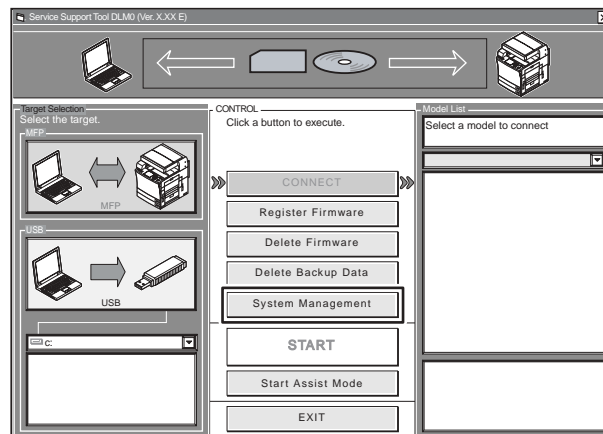 Service Support Tool DLM0 (Ver. X.XX E)
Target Selection
Select the target.
MFP
MFP
USB
USB
c:
CONTROL
Click a button to execute.
CONNECT
Register Firmware
Delete Firmware
Delete Backup Data
System Management
START
Start Assist Mode
EXIT
Model List
Select a model to connect